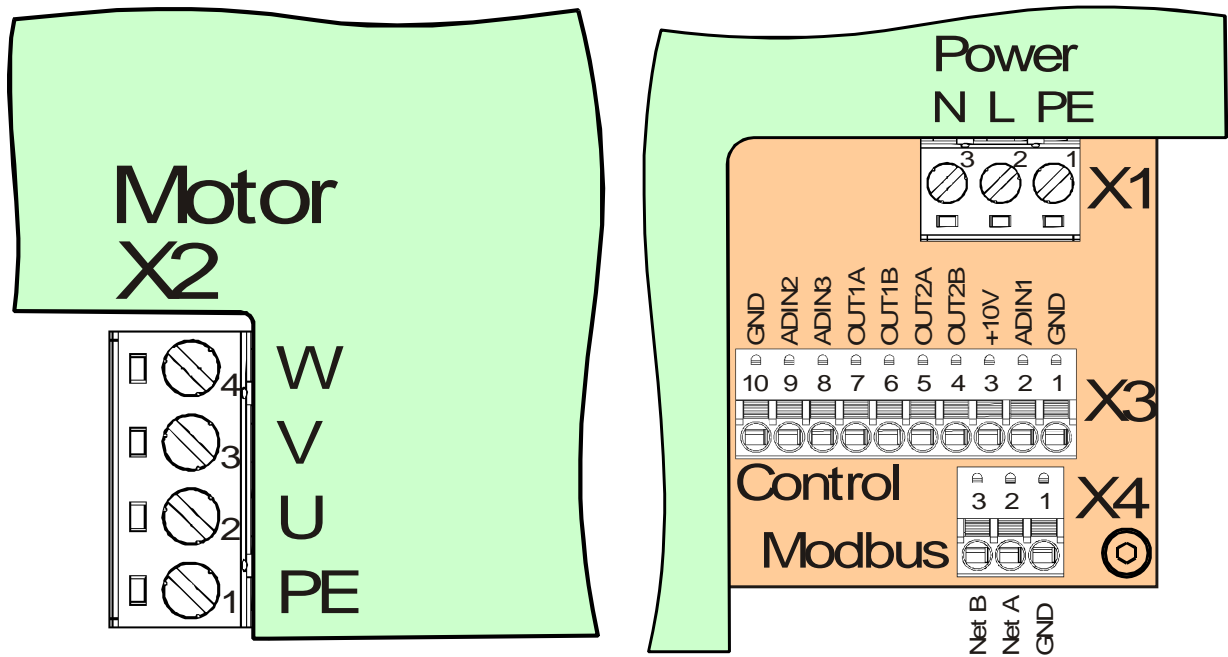 Motor
X2
4 W
3 V
2 U
1 PE
Power
N L PE
3 2 1
X1
GND ADIN2 ADIN3 OUT1A OUT1B OUT2A OUT2B +10V ADIN1 GND
10 9 8 7 6 5 4 3 2 1
X3
Control
3 2 1
X4
Modbus
Net B Net A GND